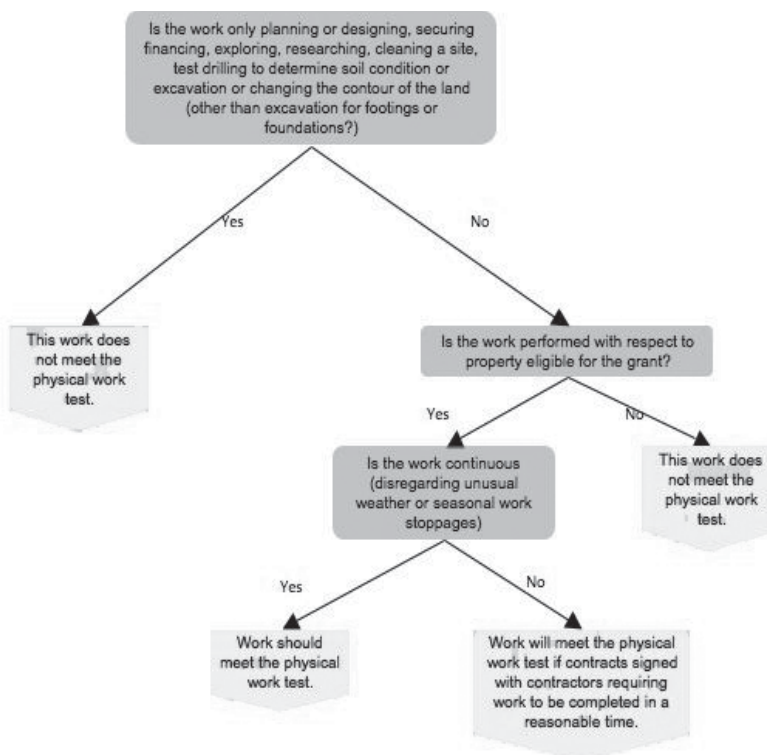 Is the work only planning or designing, securing
financing, exploring, researching, cleaning a site,
test drilling to determine soil condition or
excavation or changing the contour of the land
(other than excavation for footings or
foundations?)
Yes
No
This work does
not meet the
physical work
test.
Is the work performed with respect to
property eligible for the grant?
Yes
No
Is the work continuous
(disregarding unusual
weather or seasonal work
stoppages)
This work does
not meet the
physical work
test.
Yes
No
Work should
meet the physical
work test.
Work will meet the physical
work test if contracts signed
with contractors requiring
work to be completed in a
reasonable time.